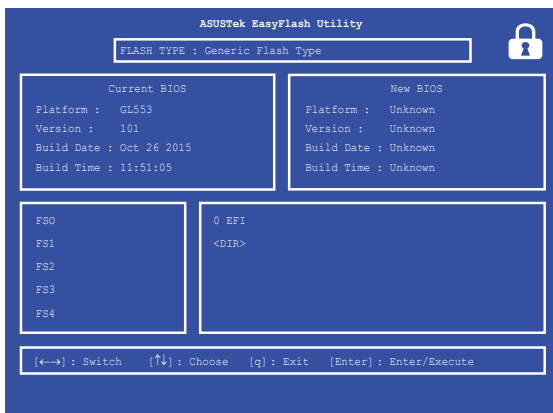 ASUSTek EasyFlash Utility
FLASH TYPE : Generic Flash Type
Current BIOS
Platform : GL553
Version : 101
Build Date : Oct 26 2015
Build Time : 11:51:05
New BIOS
Platform : Unknown
Version : Unknown
Build Date : Unknown
Build Time : Unknown
FSO
FS1
FS2
FS3
FS4
0 EFI
<DIR>
[←→] : Switch [↑↓] : Choose [q] : Exit [Enter] : Enter/Execute